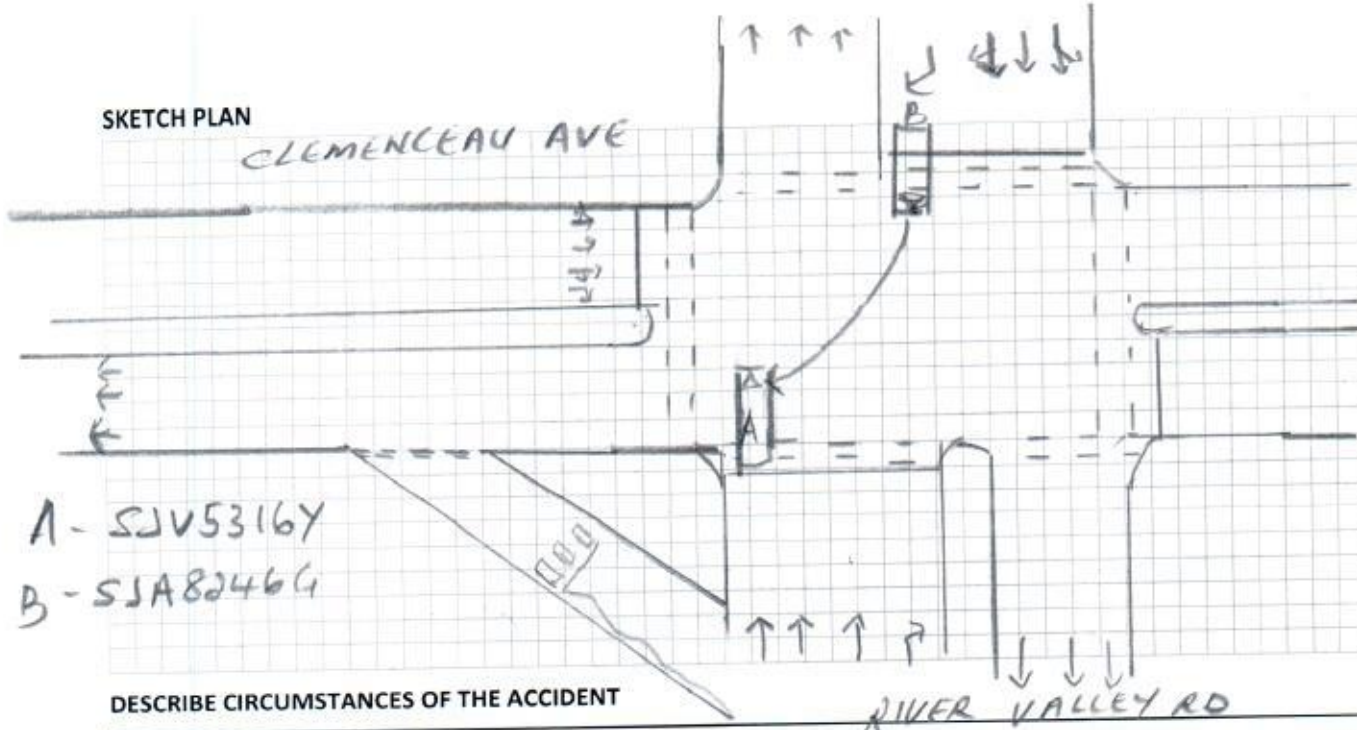 SKETCH PLAN
CLEMENCEAU AVE
B
A
A - SJV5316Y
B - SJA8246G
DESCRIBE CIRCUMSTANCES OF THE ACCIDENT
RIVER VALLEY RD